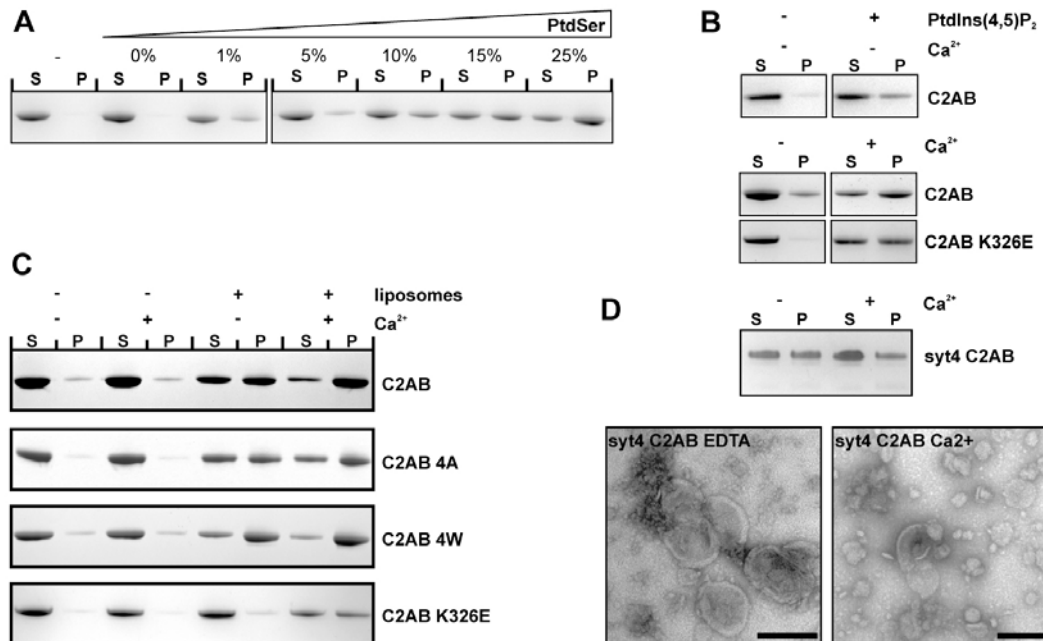 A
PtdSer
- 0% 1% 5% 10% 15% 25%
S P S P S P S P S P S P S P
B
- + PtdIns(4,5)P₂
- - Ca²⁺
S P S P
C2AB
- + Ca²⁺
S P S P
C2AB
C2AB K326E
C
- - + + liposomes
- + - + Ca²⁺
S P S P S P S P
C2AB
C2AB 4A
C2AB 4W
C2AB K326E
D
- + Ca²⁺
S P S P
syt4 C2AB
syt4 C2AB EDTA
syt4 C2AB Ca2+